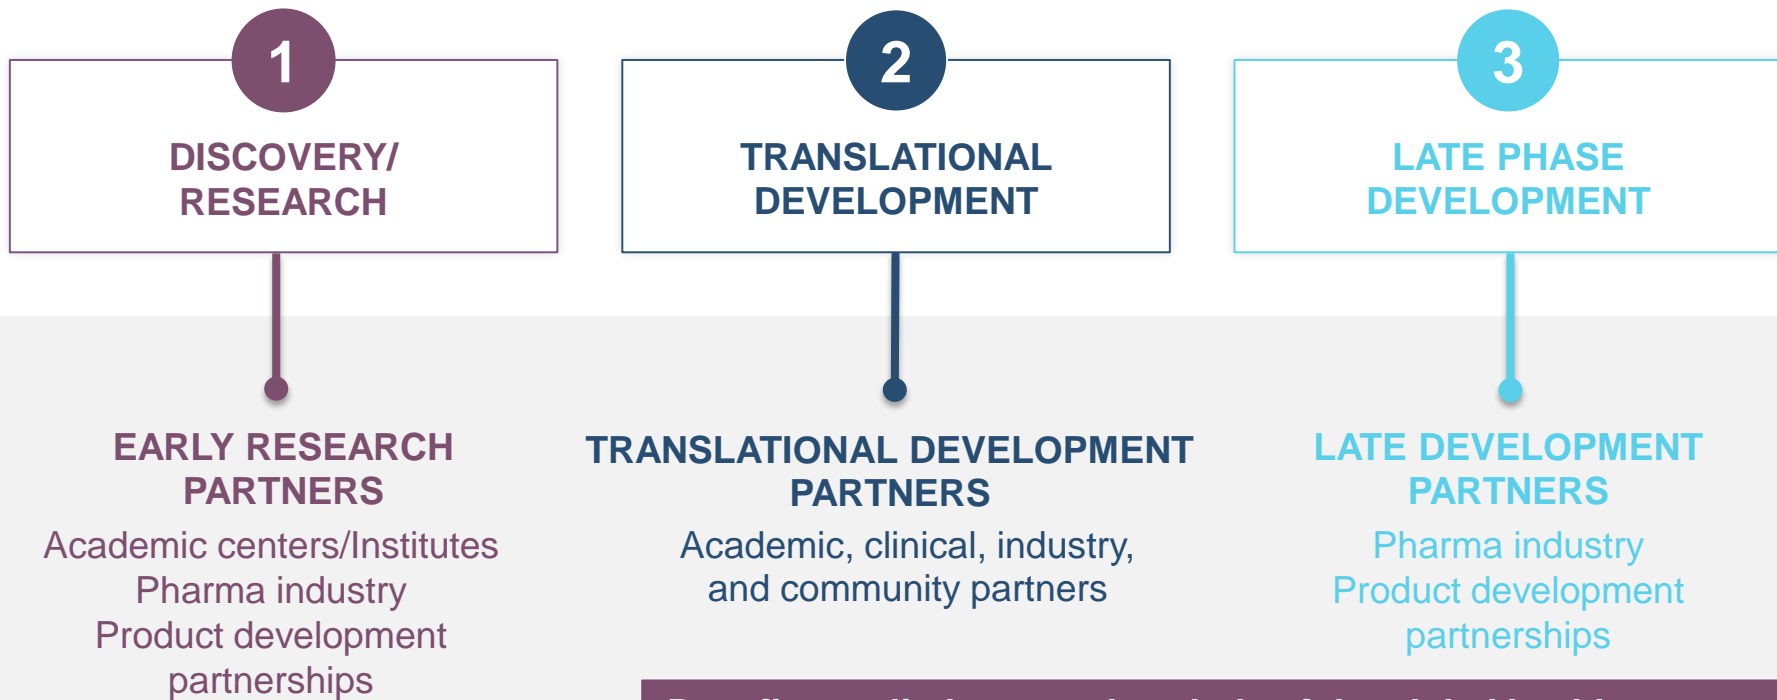 1
DISCOVERY/
RESEARCH
2
TRANSLATIONAL
DEVELOPMENT
3
LATE PHASE
DEVELOPMENT
EARLY RESEARCH
PARTNERS
Academic centers/Institutes
Pharma industry
Product development
partnerships
TRANSLATIONAL DEVELOPMENT
PARTNERS
Academic, clinical, industry,
and community partners
LATE DEVELOPMENT
PARTNERS
Pharma industry
Product development
partnerships